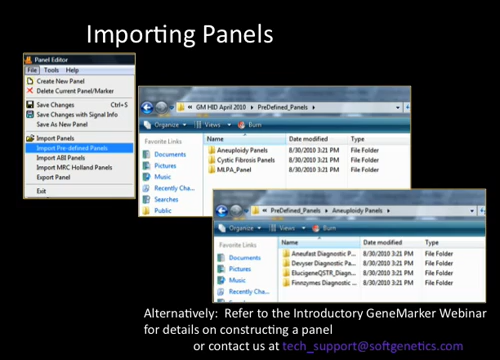 Importing Panels
Panel Editor
File Tools Help
Create New Panel
Delete Current Panel/Marker
Save Changes Ctrl+S
Save Changes with Signal Info
Save As New Panel
Import Panels
Import Pre-defined Panels
Import ABI Panels
Import MRC Holland Panels
Export Panel
Exit
« GM HID April 2010 ▸ PreDefined_Panels ▸
Organize Views Burn
Favorite Links
Documents
Pictures
Music
Recently Cha...
Searches
Public
Name Date modified Type
Aneuploidy Panels 8/30/2010 3:21 PM File Folder
Cystic Fibrosis Panels 8/30/2010 3:21 PM File Folder
MLPA_Panel 8/30/2010 3:21 PM File Folder
« PreDefined_Panels ▸ Aneuploidy Panels ▸
Organize Views Burn
Favorite Links
Documents
Pictures
Music
Recently Cha...
Name Date modified Type
Aneufast Diagnostic P... 8/30/2010 3:21 PM File Folder
Devyser Diagnostic Pa... 8/30/2010 3:21 PM File Folder
ElucigeneQSTR_Diagn... 8/30/2010 3:21 PM File Folder
Finnzymes Diagnostic ... 8/30/2010 3:21 PM File Folder
Alternatively: Refer to the Introductory GeneMarker Webinar
for details on constructing a panel
or contact us at tech_support@softgenetics.com